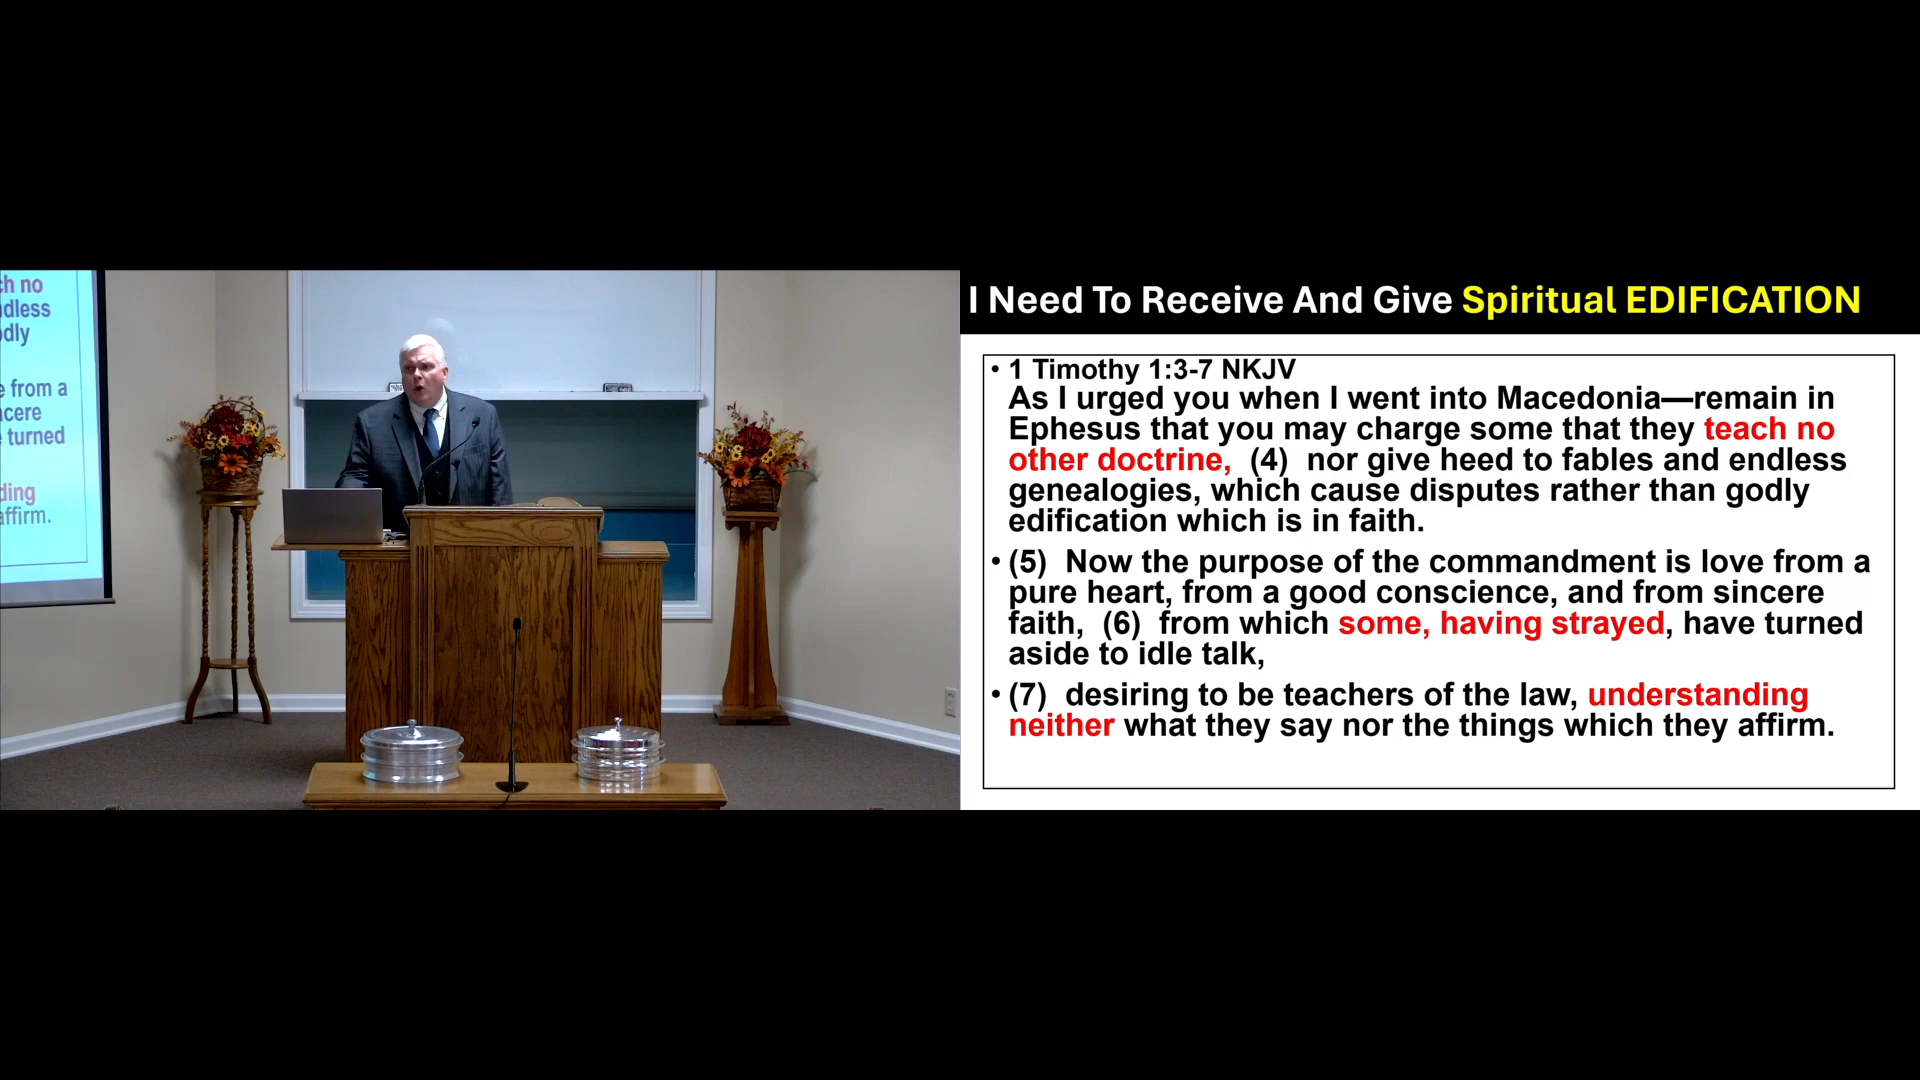 ch no
dless
dly
e from a
cere
turned
ding
affirm.
I Need To Receive And Give Spiritual EDIFICATION
• 1 Timothy 1:3-7 NKJV
As I urged you when I went into Macedonia—remain in
Ephesus that you may charge some that they teach no
other doctrine, (4) nor give heed to fables and endless
genealogies, which cause disputes rather than godly
edification which is in faith.
• (5) Now the purpose of the commandment is love from a
pure heart, from a good conscience, and from sincere
faith, (6) from which some, having strayed, have turned
aside to idle talk,
• (7) desiring to be teachers of the law, understanding
neither what they say nor the things which they affirm.